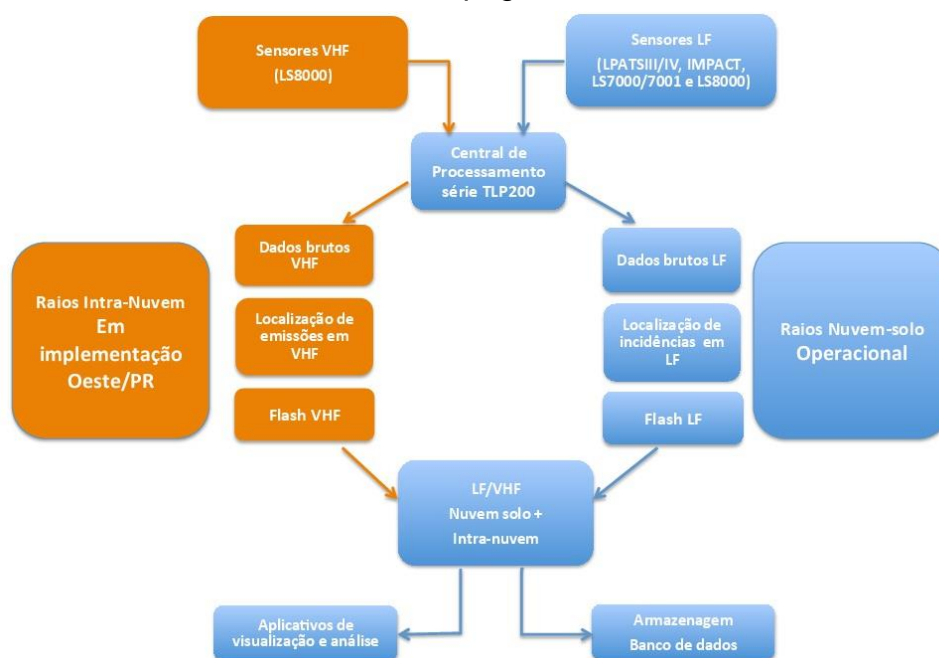 Sensores VHF
(LS8000)
Sensores LF
(LPATSIII/IV, IMPACT,
LS7000/7001 e LS8000)
Central de
Processamento
série TLP200
Dados brutos
VHF
Dados brutos LF
Raios Intra-Nuvem
Em
implementação
Oeste/PR
Localização de
emissões em
VHF
Localização de
incidências em
LF
Raios Nuvem-solo
Operacional
Flash VHF
Flash LF
LF/VHF
Nuvem solo +
Intra-nuvem
Aplicativos de
visualização e análise
Armazenagem
Banco de dados